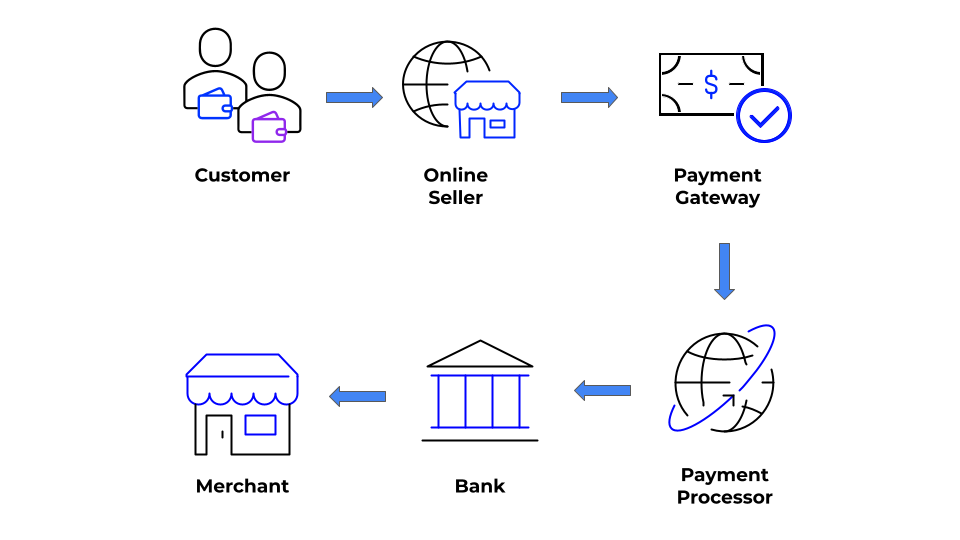 Customer
Online
Seller
$
Payment
Gateway
Merchant
Bank
Payment
Processor